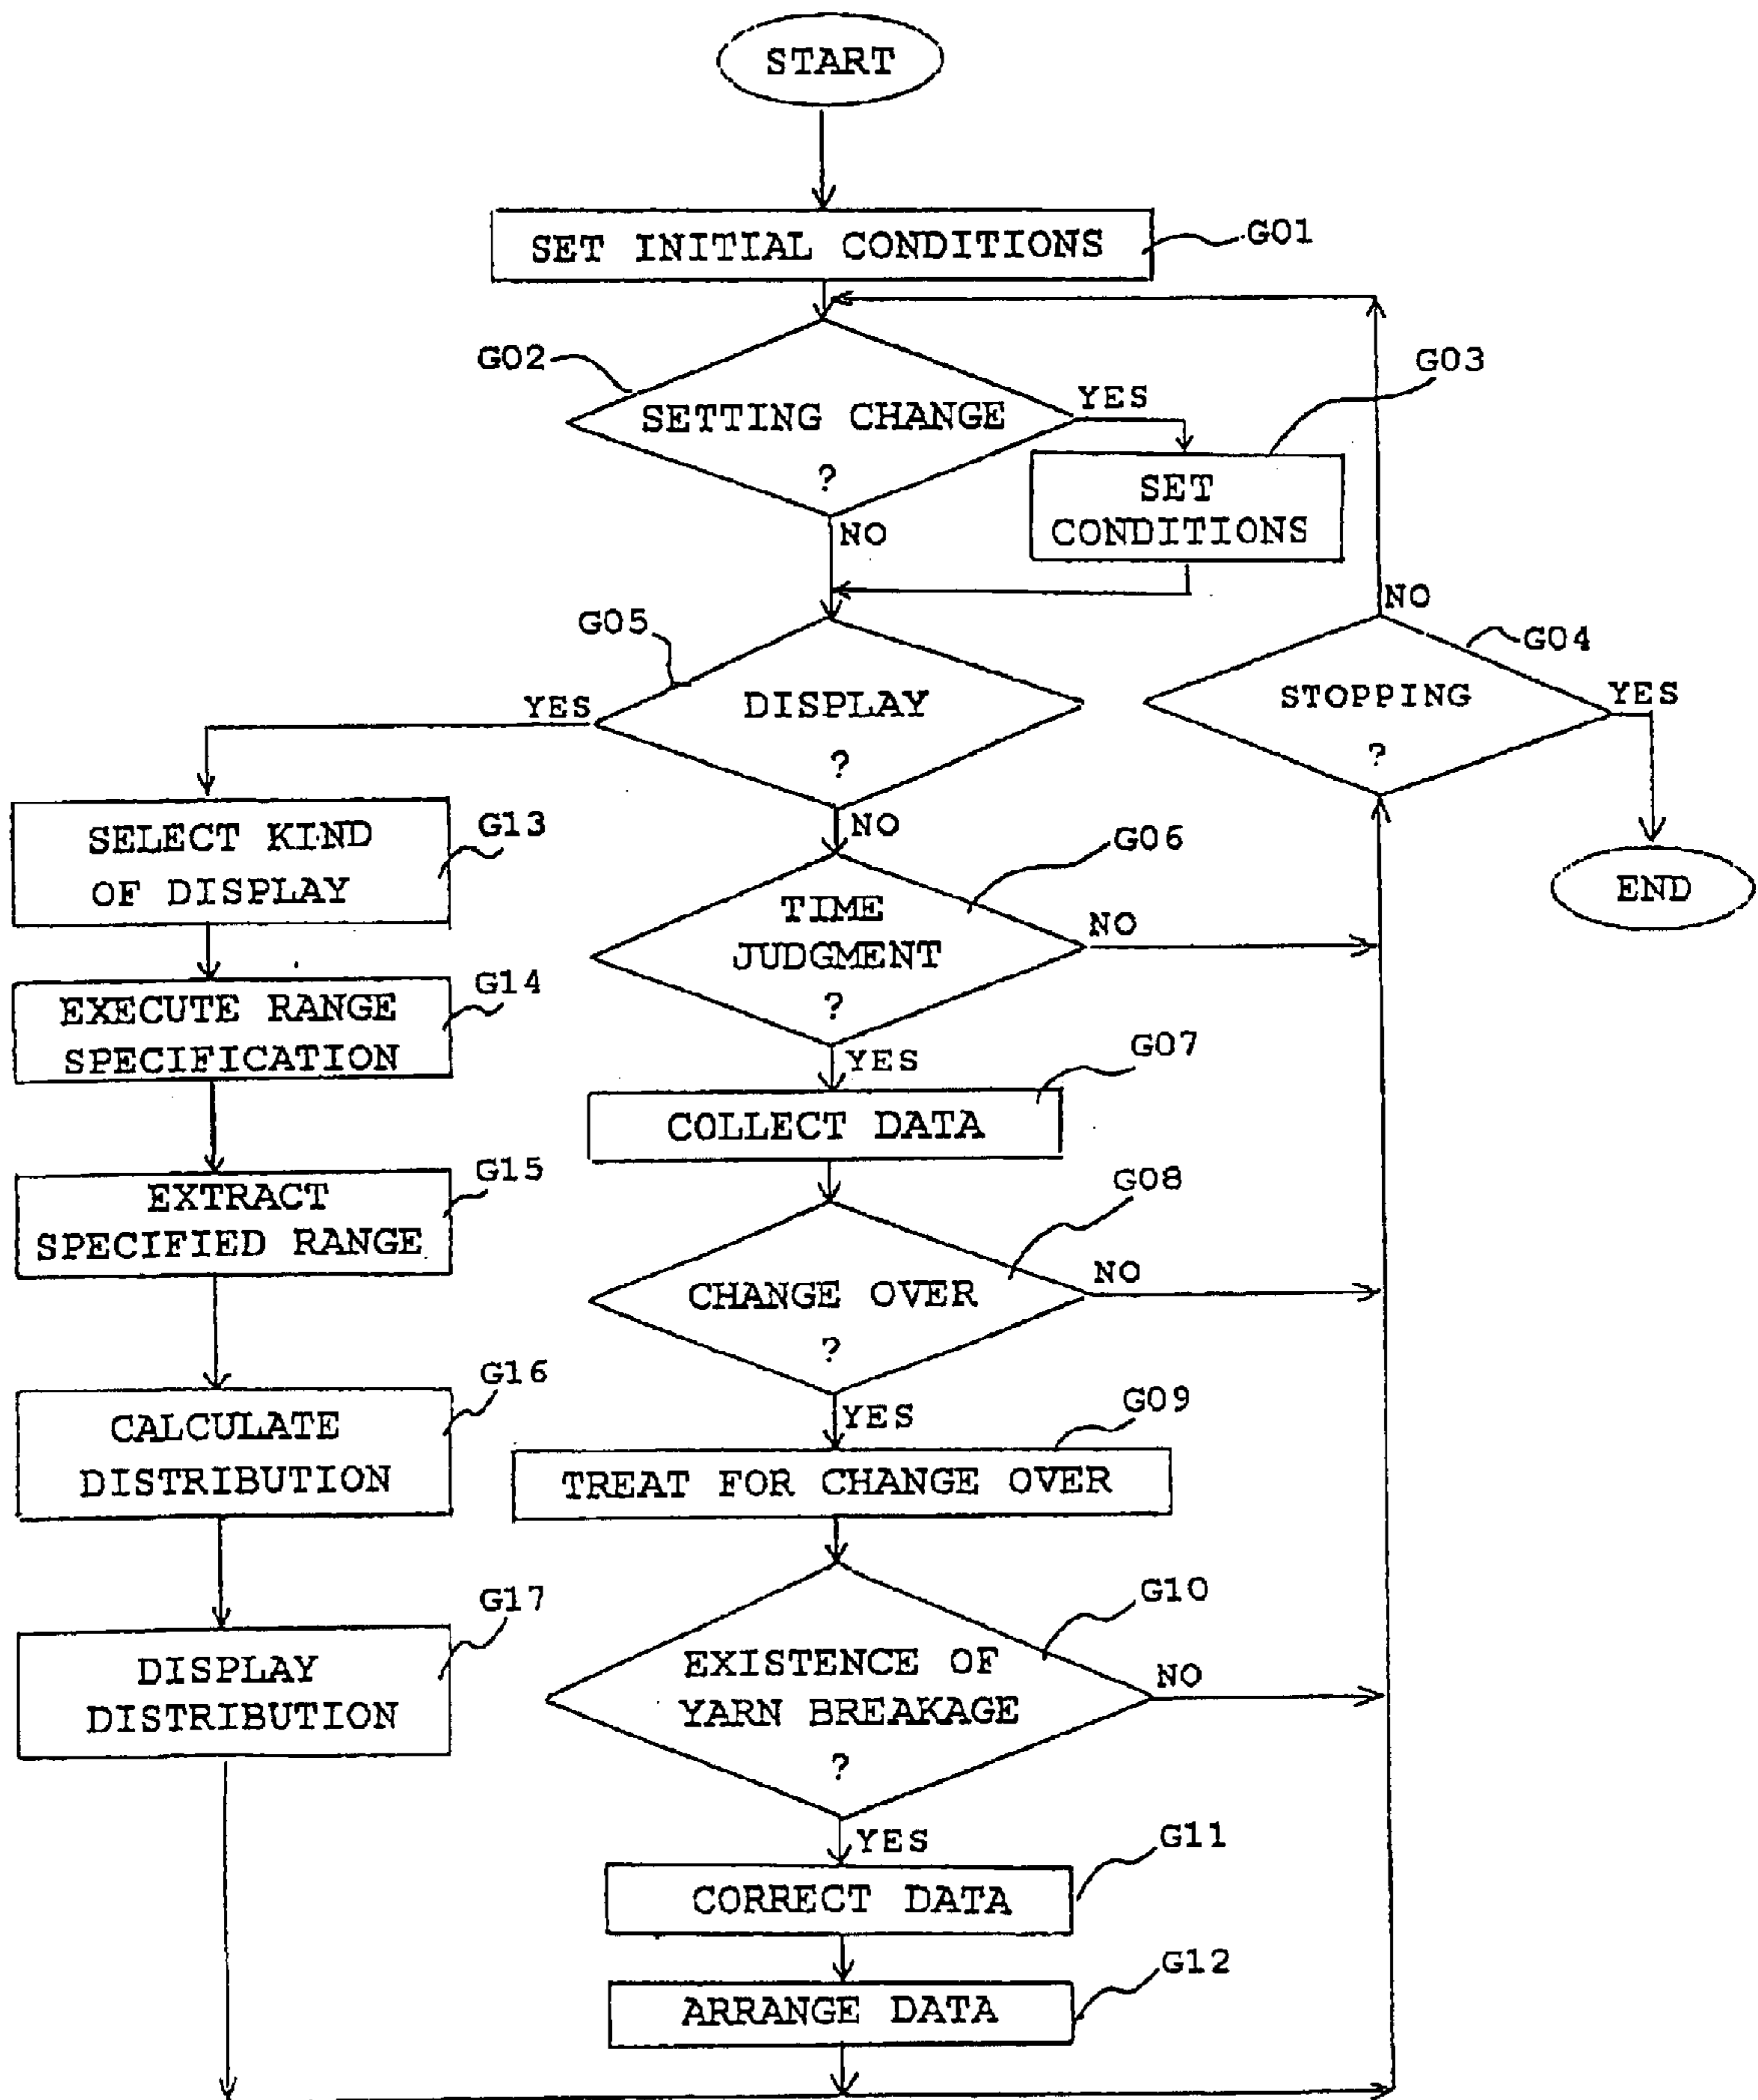 START
SET INITIAL CONDITIONS
G01
G02
SETTING CHANGE
?
YES
NO
G03
SET
CONDITIONS
G05
DISPLAY
?
YES
NO
NO
G04
STOPPING
?
YES
END
SELECT KIND
OF DISPLAY
G13
G06
TIME
JUDGMENT
?
NO
YES
EXECUTE RANGE
SPECIFICATION
G14
G07
COLLECT DATA
EXTRACT
SPECIFIED RANGE
G15
G08
CHANGE OVER
?
NO
YES
CALCULATE
DISTRIBUTION
G16
G09
TREAT FOR CHANGE OVER
DISPLAY
DISTRIBUTION
G17
G10
EXISTENCE OF
YARN BREAKAGE
?
NO
YES
G11
CORRECT DATA
G12
ARRANGE DATA